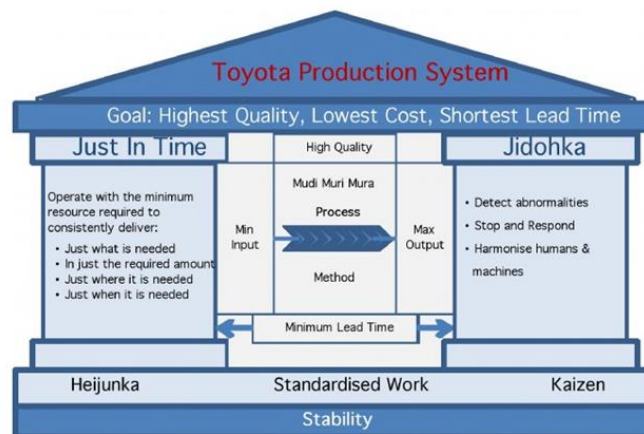 Toyota Production System
Goal: Highest Quality, Lowest Cost, Shortest Lead Time
Just In Time
Operate with the minimum
resource required to
consistently deliver:
• Just what is needed
• In just the required amount
• Just where it is needed
• Just when it is needed
High Quality
Mudi Muri Mura
Process
Min
Input
Max
Output
Method
Minimum Lead Time
Jidohka
• Detect abnormalities
• Stop and Respond
• Harmonise humans &
machines
Heijunka
Standardised Work
Kaizen
Stability